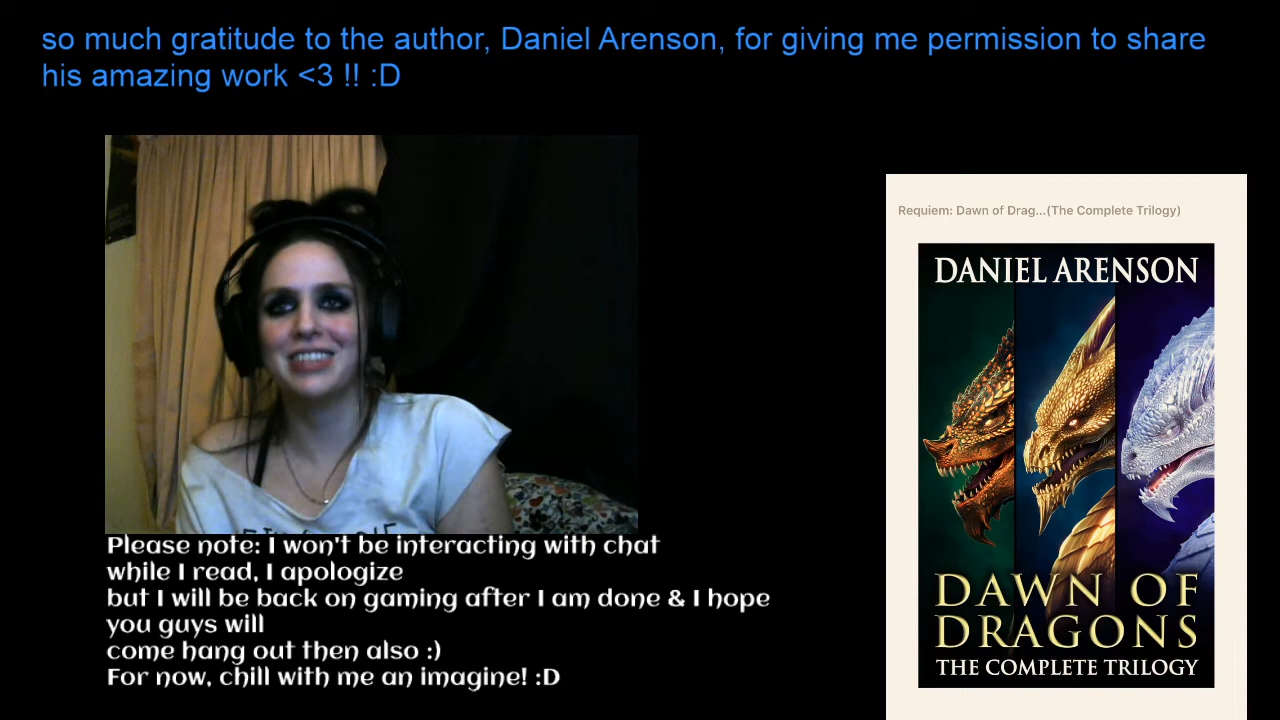 so much gratitude to the author, Daniel Arenson, for giving me permission to share
his amazing work <3 !! :D
Requiem: Dawn of Drag...(The Complete Trilogy)
DANIEL ARENSON
DAWN OF
DRAGONS
THE COMPLETE TRILOGY
Please note: I won't be interacting with chat
while I read, I apologize
but I will be back on gaming after I am done & I hope
you guys will
come hang out then also :)
For now, chill with me an imagine! :D